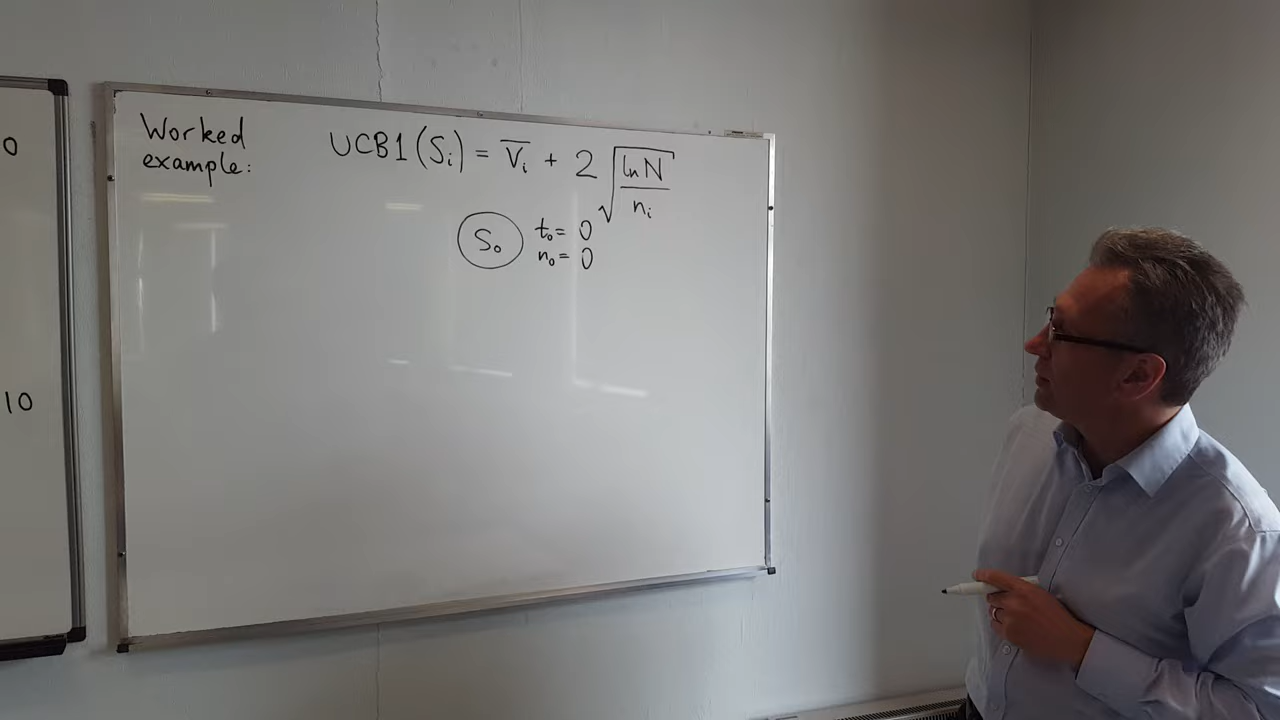 0
10
Worked
example:
UCB1(Sᵢ) = V̅ᵢ + 2 √(ln N / nᵢ)
S₀
t₀ = 0
n₀ = 0